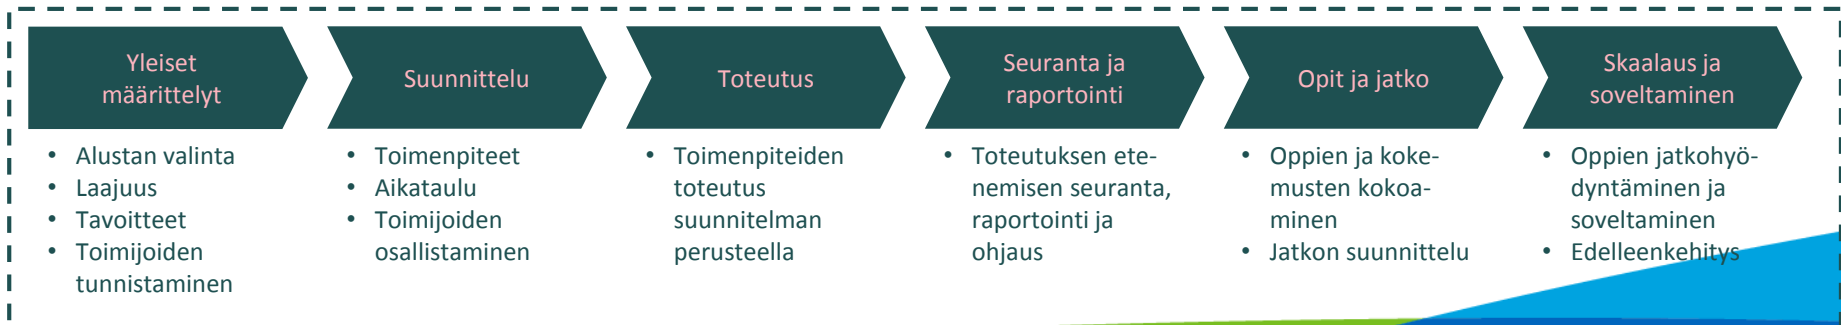 Yleiset
määrittelyt
• Alustan valinta
• Laajuus
• Tavoitteet
• Toimijoiden
tunnistaminen
Suunnittelu
• Toimenpiteet
• Aikataulu
• Toimijoiden
osallistaminen
Toteutus
• Toimenpiteiden
toteutus
suunnitelman
perusteella
Seuranta ja
raportointi
• Toteutuksen ete-
nemisen seuranta,
raportointi ja
ohjaus
Opit ja jatko
• Oppien ja koke-
musten kokoa-
minen
• Jatkon suunnittelu
Skaalaus ja
soveltaminen
• Oppien jatkohyö-
dyntäminen ja
soveltaminen
• Edelleenkehitys